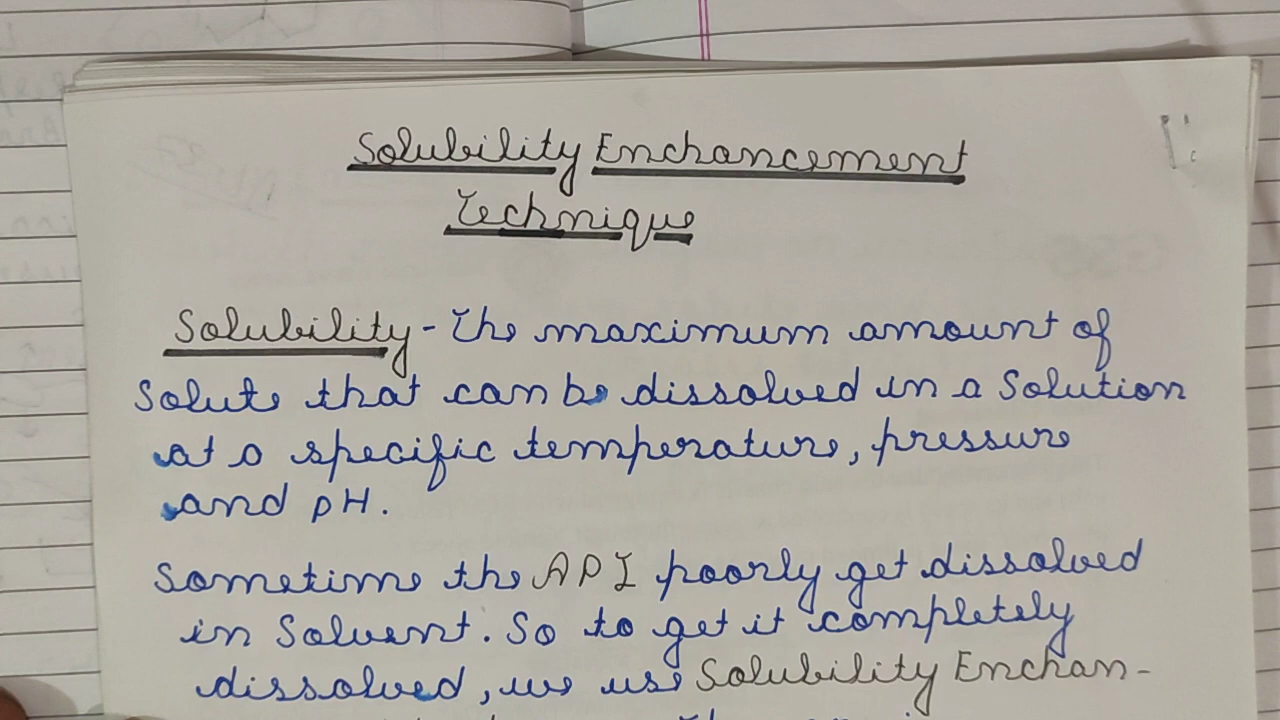 Solubility Enchancement
Technique
Solubility - The maximum amount of
Solute that can be dissolved in a Solution
at a specific temperature, pressure
and pH.
Sometime the API poorly get dissolved
in Solvent. So to get it completely
dissolved, we use Solubility Enchan-